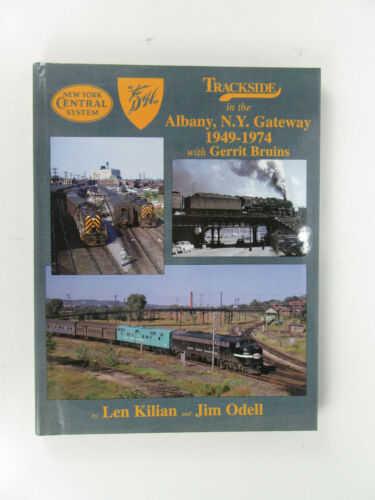 NEW YORK
CENTRAL
SYSTEM
"The
D&H"
TRACKSIDE
in the
Albany, N.Y. Gateway
1949-1974
with Gerrit Bruins
by Len Kilian and Jim Odell